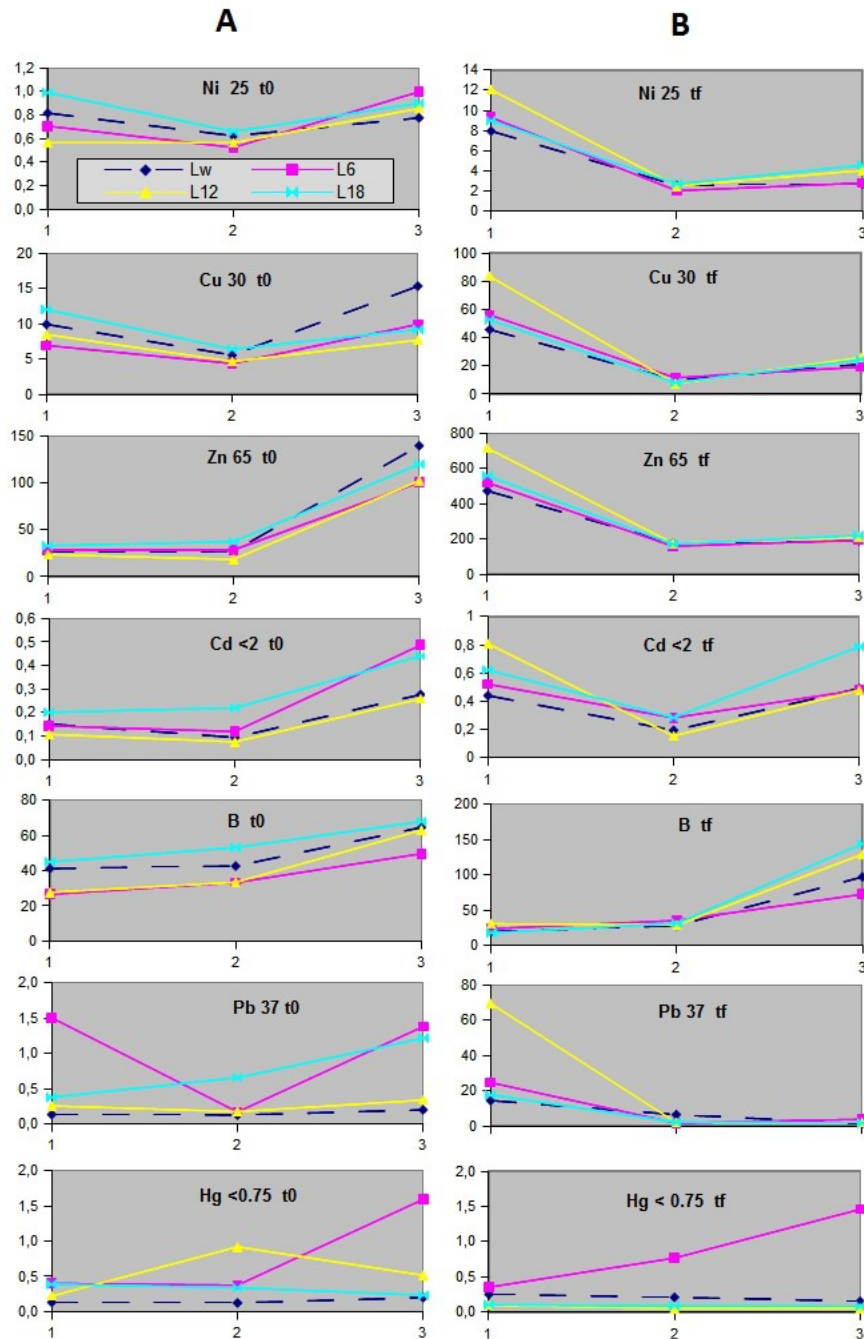 A
B
Ni 25 t0
1,2
1,0
0,8
0,6
0,4
0,2
0,0
1 2 3
Lw L6
L12 L18
Ni 25 tf
14
12
10
8
6
4
2
0
1 2 3
Cu 30 t0
20
15
10
5
0
1 2 3
Cu 30 tf
100
80
60
40
20
0
1 2 3
Zn 65 t0
150
100
50
0
1 2 3
Zn 65 tf
800
600
400
200
0
1 2 3
Cd <2 t0
0,6
0,5
0,4
0,3
0,2
0,1
0,0
1 2 3
Cd <2 tf
1
0,8
0,6
0,4
0,2
0
1 2 3
B t0
80
60
40
20
0
1 2 3
B tf
200
150
100
50
0
1 2 3
Pb 37 t0
2,0
1,5
1,0
0,5
0,0
1 2 3
Pb 37 tf
80
60
40
20
0
1 2 3
Hg <0.75 t0
2,0
1,5
1,0
0,5
0,0
1 2 3
Hg < 0.75 tf
2,0
1,5
1,0
0,5
0,0
1 2 3